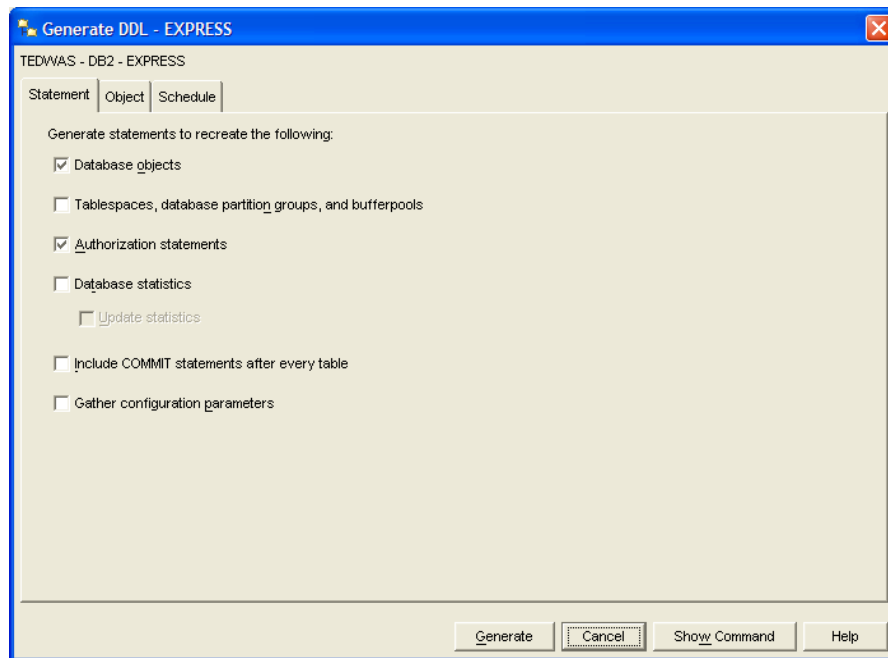 Generate DDL - EXPRESS
TEDWAS - DB2 - EXPRESS
Statement Object Schedule
Generate statements to recreate the following:
Database objects
Tablespaces, database partition groups, and bufferpools
Authorization statements
Database statistics
Update statistics
Include COMMIT statements after every table
Gather configuration parameters
Generate Cancel Show Command Help